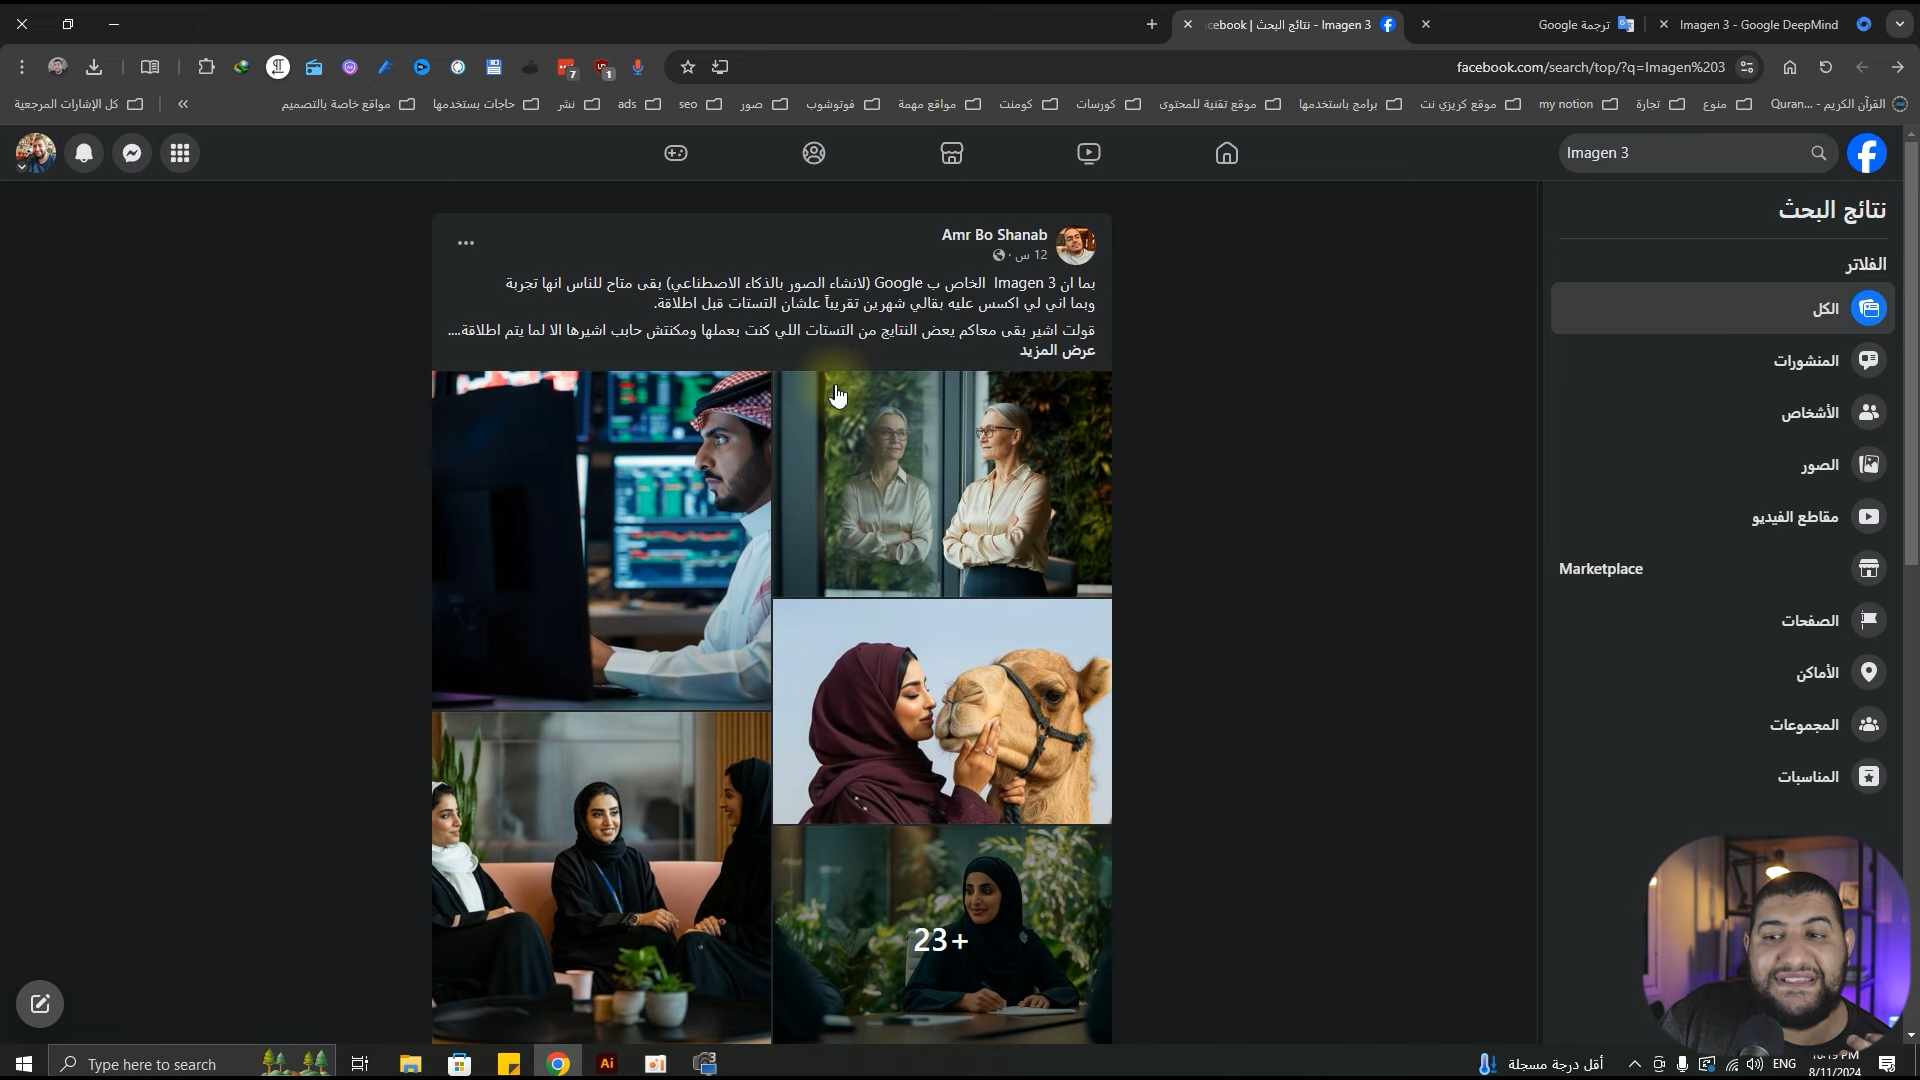 Imagen 3 - Google DeepMind
ترجمة Google
Imagen 3 - نتائج البحث | cebook
facebook.com/search/top/?q=Imagen%203
7
1
القرآن الكريم - ...Quran
منوع
تجارة
my notion
موقع كريزي نت
برامج باستخدمها
موقع تقنية للمحتوى
كورسات
كومنت
مواقع مهمة
فوتوشوب
صور
seo
ads
نشر
حاجات بستخدمها
مواقع خاصة بالتصميم
كل الإشارات المرجعية
Imagen 3
نتائج البحث
الفلاتر
الكل
المنشورات
الأشخاص
الصور
مقاطع الفيديو
Marketplace
الصفحات
الأماكن
المجموعات
المناسبات
Amr Bo Shanab
12 س ·
بما ان Imagen 3 الخاص ب Google (لانشاء الصور بالذكاء الاصطناعي) بقى متاح للناس انها تجربة
وبما اني لي اكسس عليه بقالي شهرين تقريباً علشان التستات قبل اطلاقة.
قولت اشير بقى معاكم بعض النتايج من التستات اللي كنت بعملها ومكنتش حابب اشيرها الا لما يتم اطلاقة....
عرض المزيد
23+
Type here to search
Ai
أقل درجة مسجلة
ENG
8/11/2024